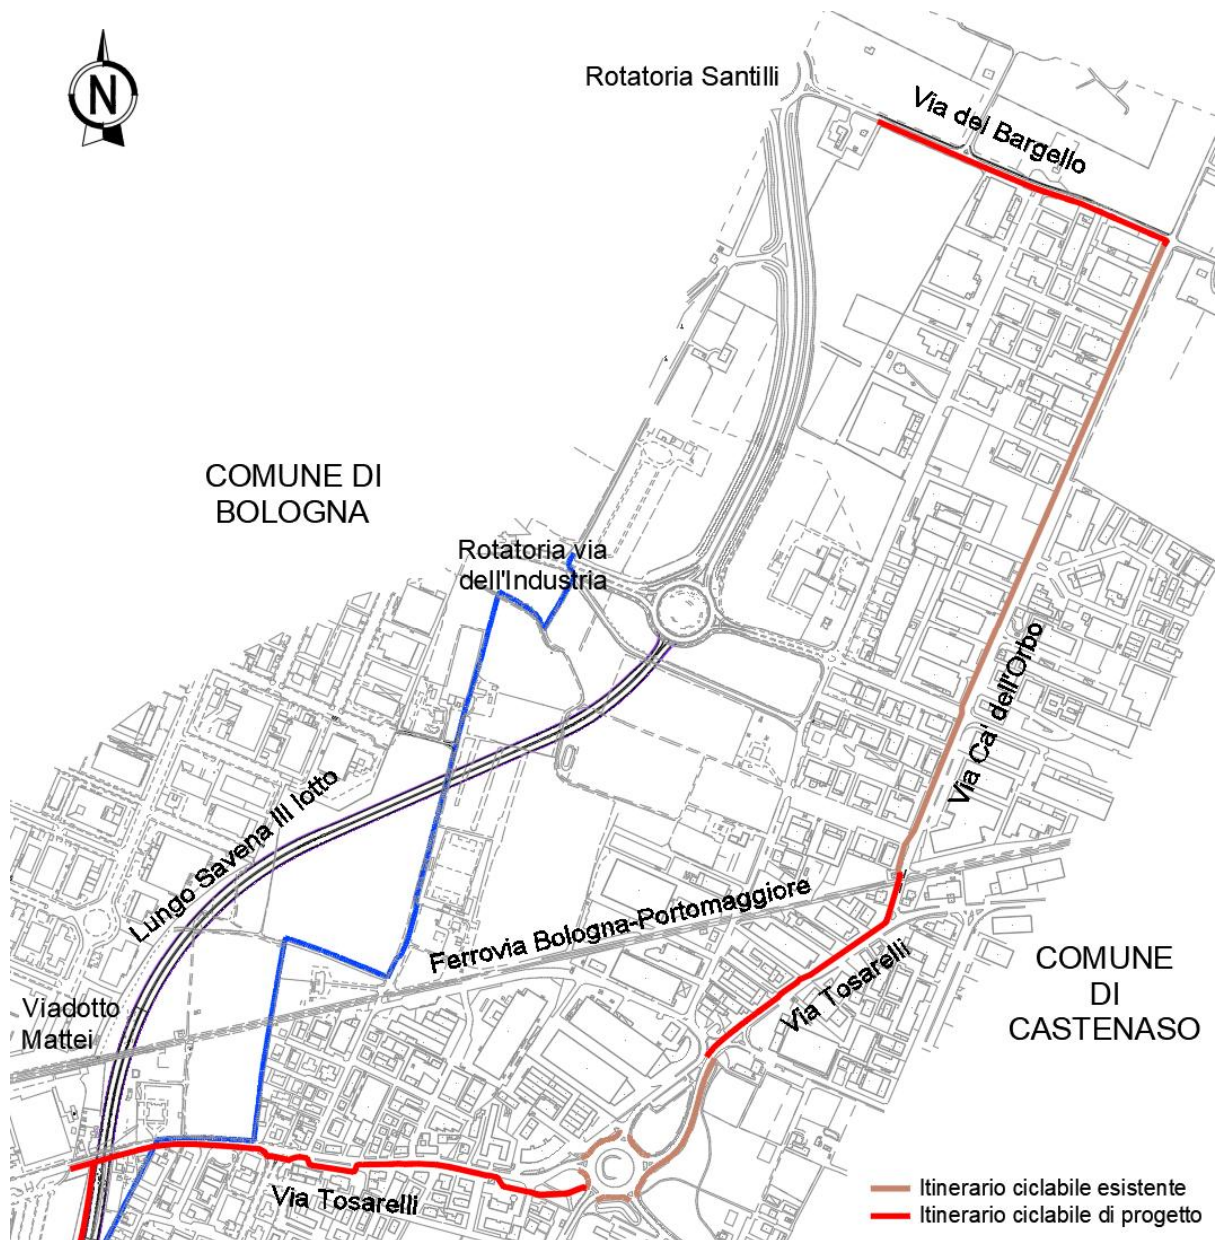 N
Rotatoria Santilli
Via del Bargello
COMUNE DI
BOLOGNA
Rotatoria via
dell'Industria
Via Ca' dell'Orbo
Lungo Savena III lotto
Ferrovia Bologna-Portomaggiore
Via Tosarelli
COMUNE
DI
CASTENASO
Viadotto
Mattei
Via Tosarelli
Itinerario ciclabile esistente
Itinerario ciclabile di progetto